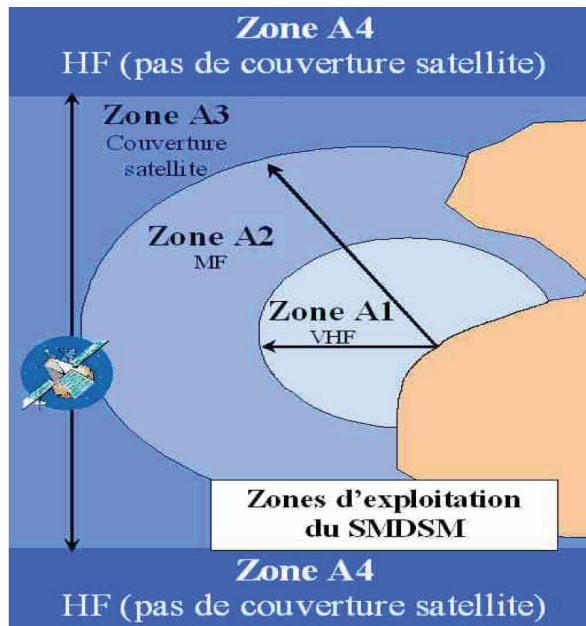 Zone A4
HF (pas de couverture satellite)
Zone A3
Couverture
satellite
Zone A2
MF
Zone A1
VHF
Zones d’exploitation
du SMDSM
Zone A4
HF (pas de couverture satellite)